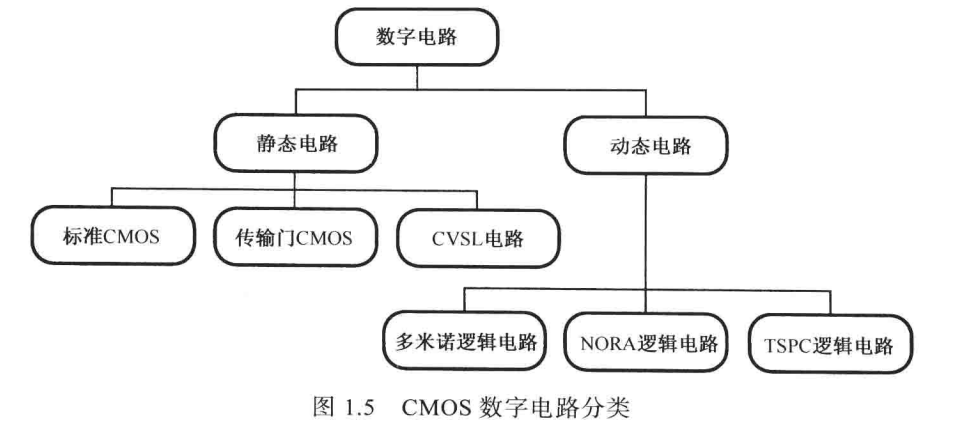 数字电路
静态电路
动态电路
标准CMOS
传输门CMOS
CVSL电路
多米诺逻辑电路
NORA逻辑电路
TSPC逻辑电路
图 1.5 CMOS 数字电路分类